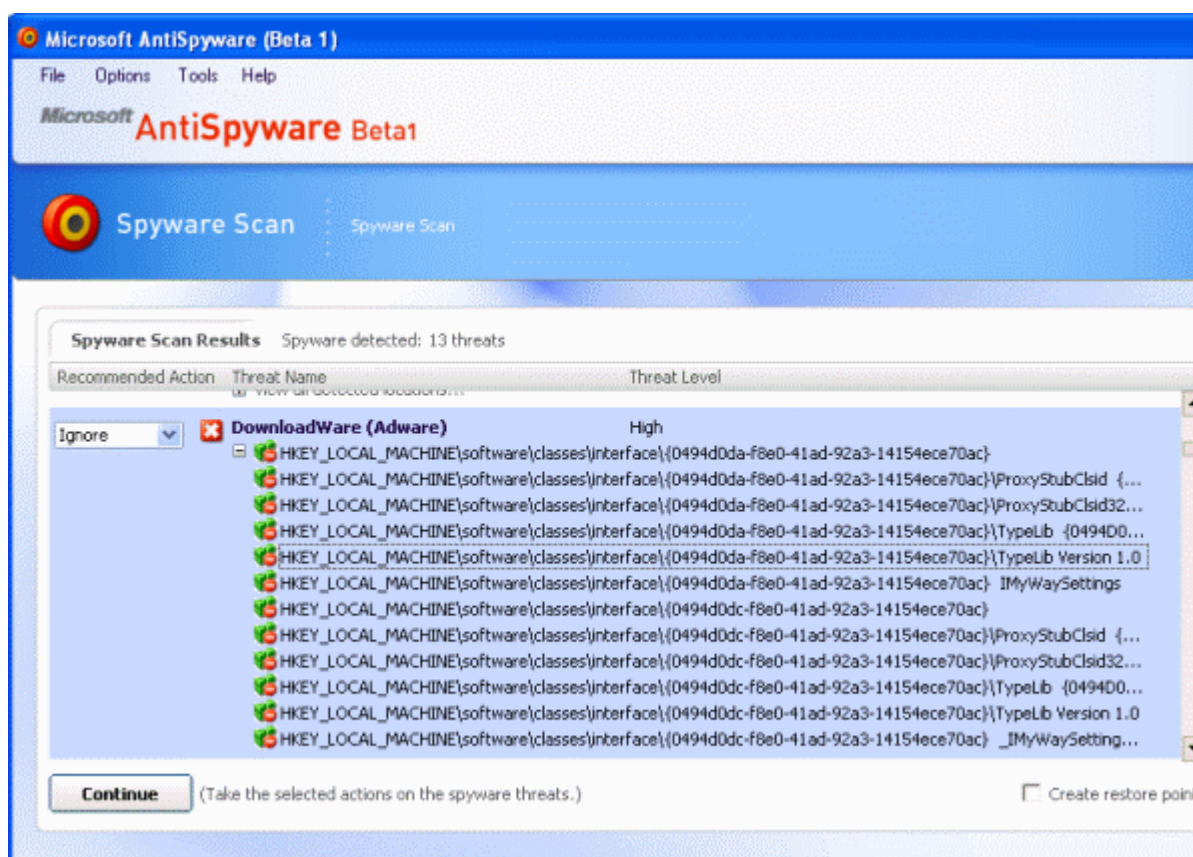 Microsoft AntiSpyware (Beta 1)
File Options Tools Help
Microsoft AntiSpyware Beta1
Spyware Scan Spyware Scan
Spyware Scan Results Spyware detected: 13 threats
Recommended Action Threat Name Threat Level
View all detected locations...
Ignore DownloadWare (Adware) High
HKEY_LOCAL_MACHINE\software\classes\interface\{0494d0da-f8e0-41ad-92a3-14154ece70ac}
HKEY_LOCAL_MACHINE\software\classes\interface\{0494d0da-f8e0-41ad-92a3-14154ece70ac}\ProxyStubClsid {...
HKEY_LOCAL_MACHINE\software\classes\interface\{0494d0da-f8e0-41ad-92a3-14154ece70ac}\ProxyStubClsid32...
HKEY_LOCAL_MACHINE\software\classes\interface\{0494d0da-f8e0-41ad-92a3-14154ece70ac}\TypeLib {0494D0...
HKEY_LOCAL_MACHINE\software\classes\interface\{0494d0da-f8e0-41ad-92a3-14154ece70ac}\TypeLib Version 1.0
HKEY_LOCAL_MACHINE\software\classes\interface\{0494d0da-f8e0-41ad-92a3-14154ece70ac} IMyWaySettings
HKEY_LOCAL_MACHINE\software\classes\interface\{0494d0dc-f8e0-41ad-92a3-14154ece70ac}
HKEY_LOCAL_MACHINE\software\classes\interface\{0494d0dc-f8e0-41ad-92a3-14154ece70ac}\ProxyStubClsid {...
HKEY_LOCAL_MACHINE\software\classes\interface\{0494d0dc-f8e0-41ad-92a3-14154ece70ac}\ProxyStubClsid32...
HKEY_LOCAL_MACHINE\software\classes\interface\{0494d0dc-f8e0-41ad-92a3-14154ece70ac}\TypeLib {0494D0...
HKEY_LOCAL_MACHINE\software\classes\interface\{0494d0dc-f8e0-41ad-92a3-14154ece70ac}\TypeLib Version 1.0
HKEY_LOCAL_MACHINE\software\classes\interface\{0494d0dc-f8e0-41ad-92a3-14154ece70ac} _IMyWaySetting...
Continue (Take the selected actions on the spyware threats.) Create restore poin